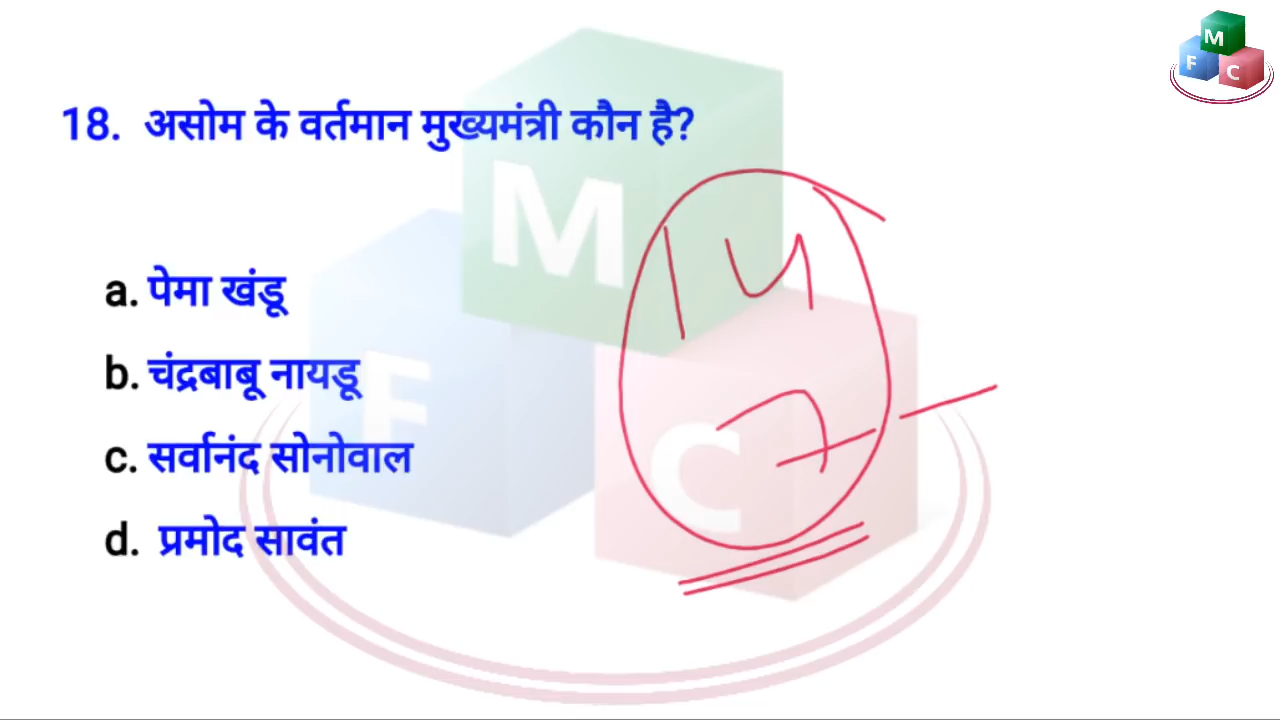 18. असोम के वर्तमान मुख्यमंत्री कौन है?
a. पेमा खंडू
b. चंद्रबाबू नायडू
c. सर्वानंद सोनोवाल
d. प्रमोद सावंत
M
F
C
M
F
C